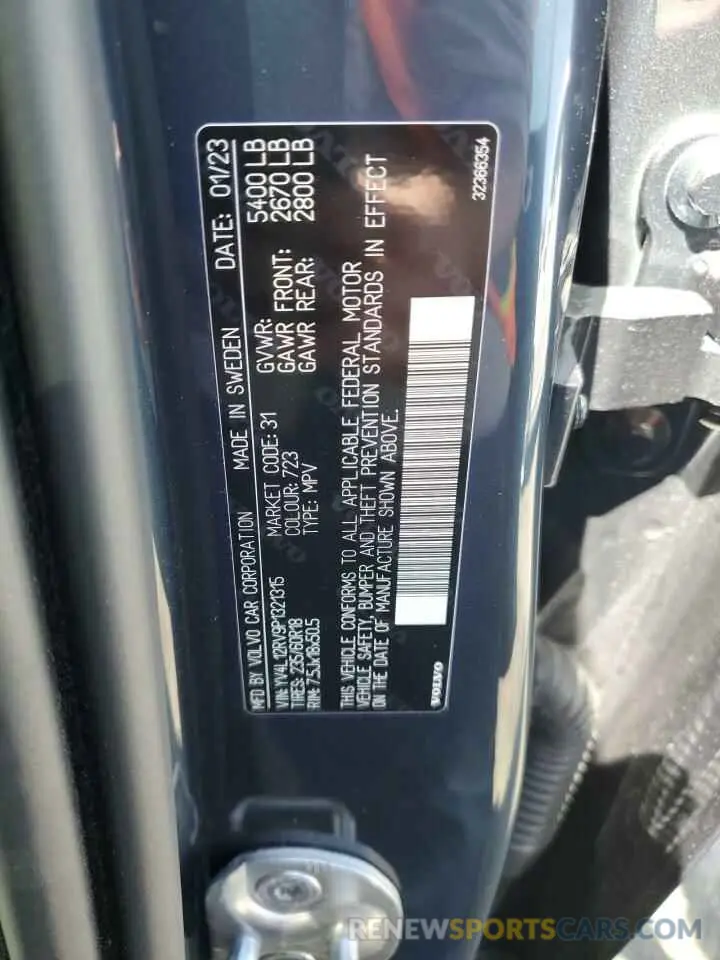 MFD BY VOLVO CAR CORPORATION MADE IN SWEDEN DATE: 01/23
VIN: YV4L12RV9P1321315 MARKET CODE: 31 GVWR: 5400 LB
TIRES: 235/60R18 COLOUR: 723 GAWR FRONT: 2670 LB
RIM: 7.5Jx18x50.5 TYPE: MPV GAWR REAR: 2800 LB
THIS VEHICLE CONFORMS TO ALL APPLICABLE FEDERAL MOTOR
VEHICLE SAFETY, BUMPER AND THEFT PREVENTION STANDARDS IN EFFECT
ON THE DATE OF MANUFACTURE SHOWN ABOVE.
VOLVO 32366354
RENEWSPORTSCARS.COM